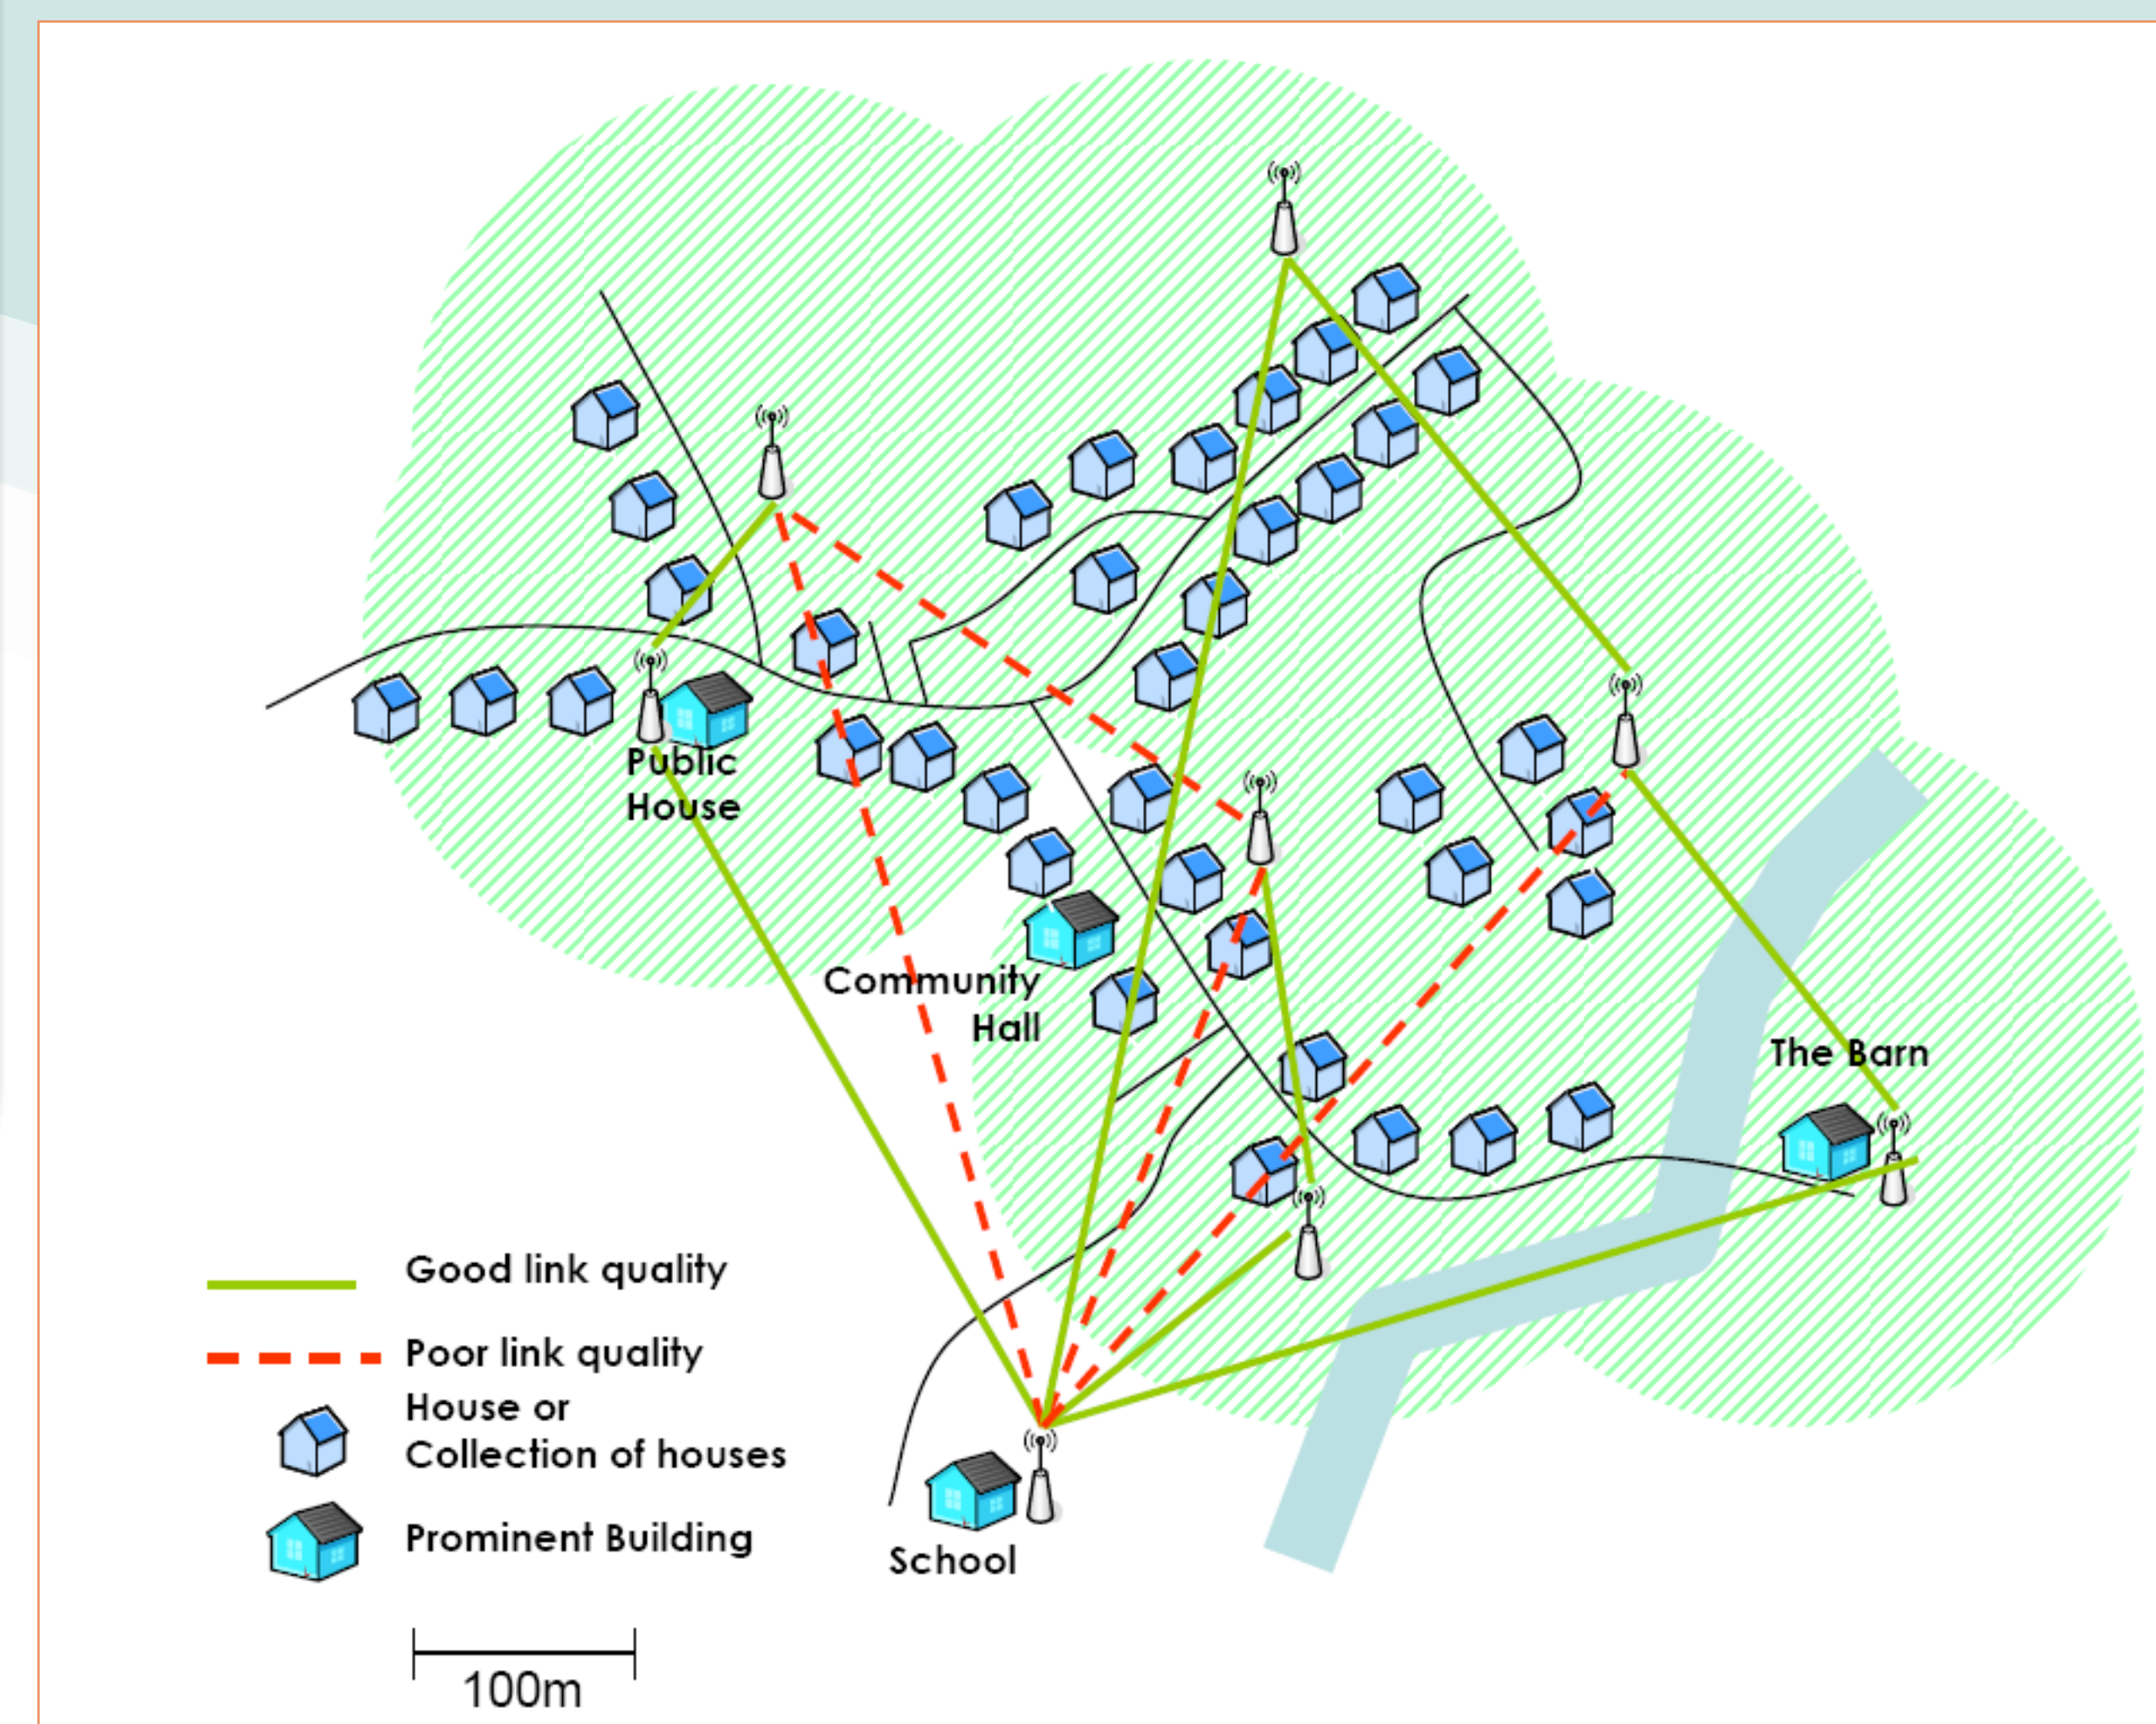 Public
House
Community
Hall
The Barn
Good link quality
Poor link quality
House or
Collection of houses
Prominent Building
School
100m